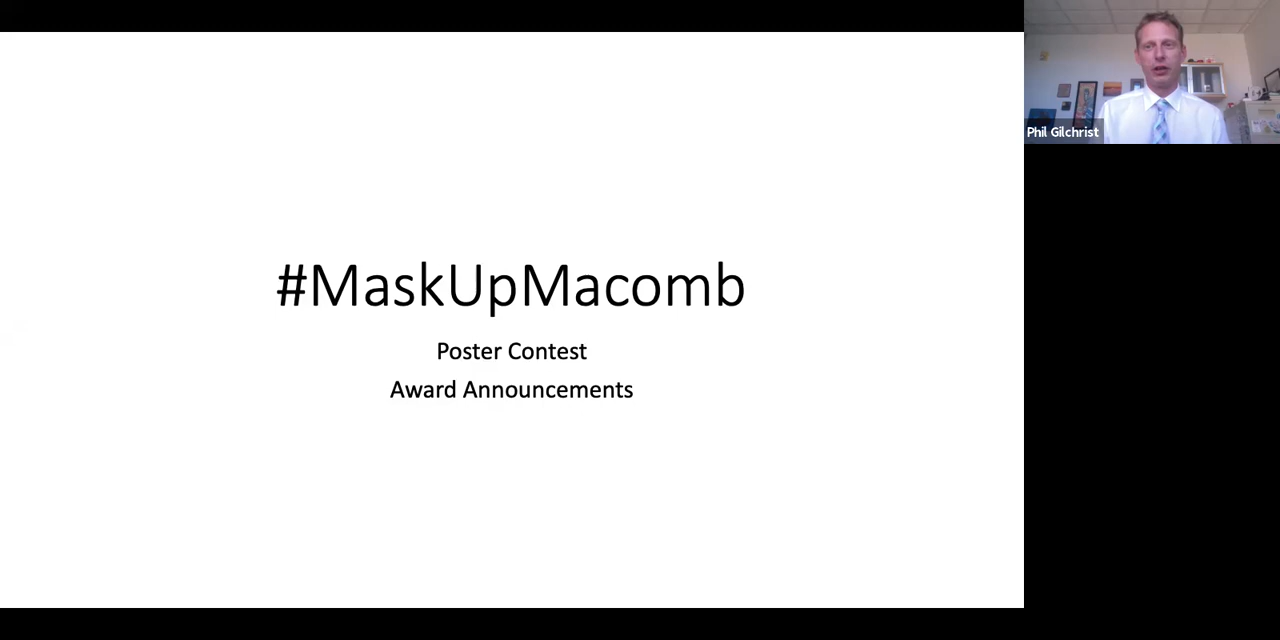 #MaskUpMacomb
Poster Contest
Award Announcements
Phil Gilchrist